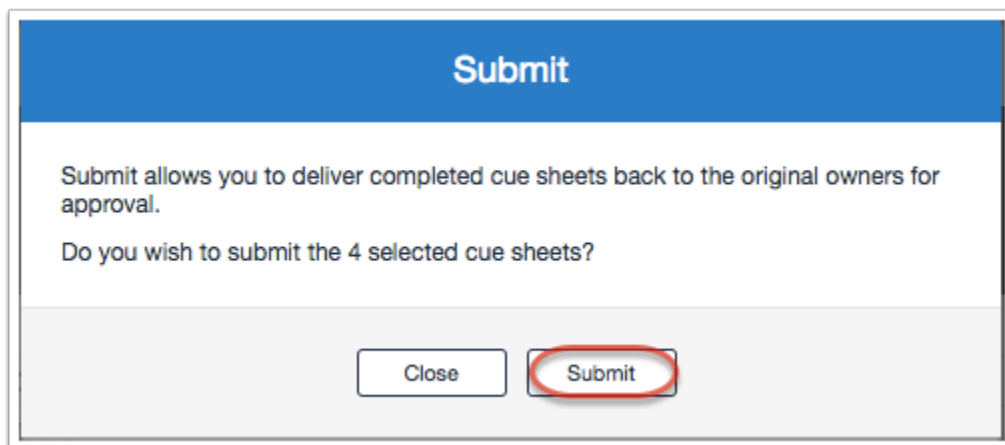 Submit
Submit allows you to deliver completed cue sheets back to the original owners for
approval.
Do you wish to submit the 4 selected cue sheets?
Close Submit